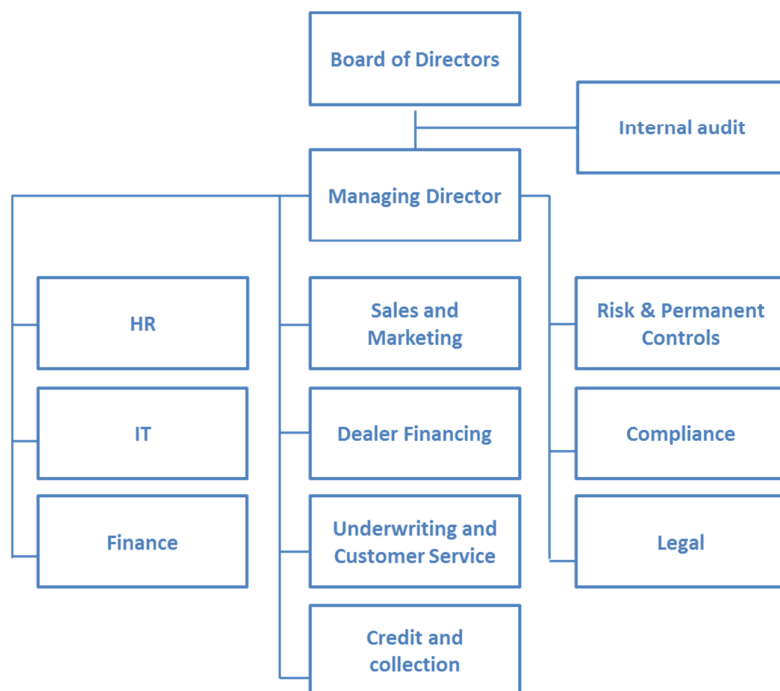 Board of Directors
Internal audit
Managing Director
HR
Sales and
Marketing
Risk & Permanent
Controls
IT
Dealer Financing
Compliance
Finance
Underwriting and
Customer Service
Legal
Credit and
collection